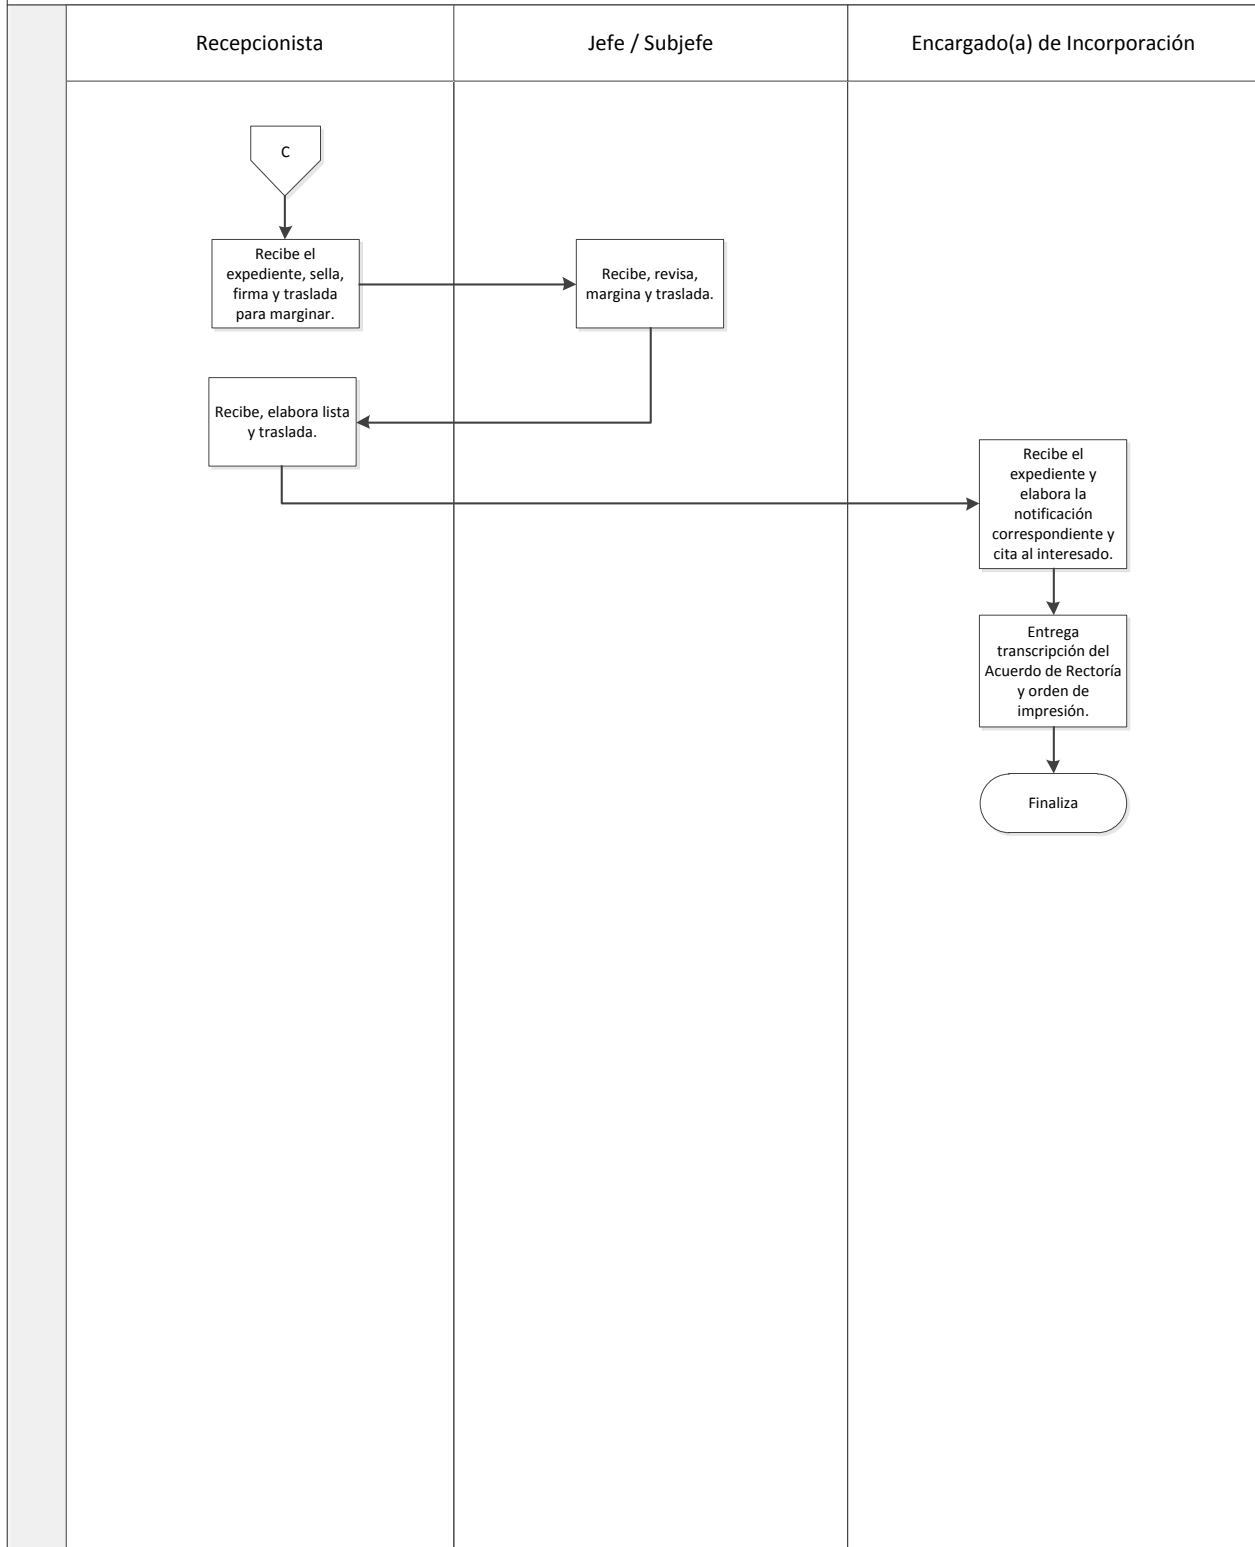 Recepcionista
Jefe / Subjefe
Encargado(a) de Incorporación
C
Recibe el
expediente, sella,
firma y traslada
para marginar.
Recibe, revisa,
margina y traslada.
Recibe, elabora lista
y traslada.
Recibe el
expediente y
elabora la
notificación
correspondiente y
cita al interesado.
Entrega
transcripción del
Acuerdo de Rectoría
y orden de
impresión.
Finaliza